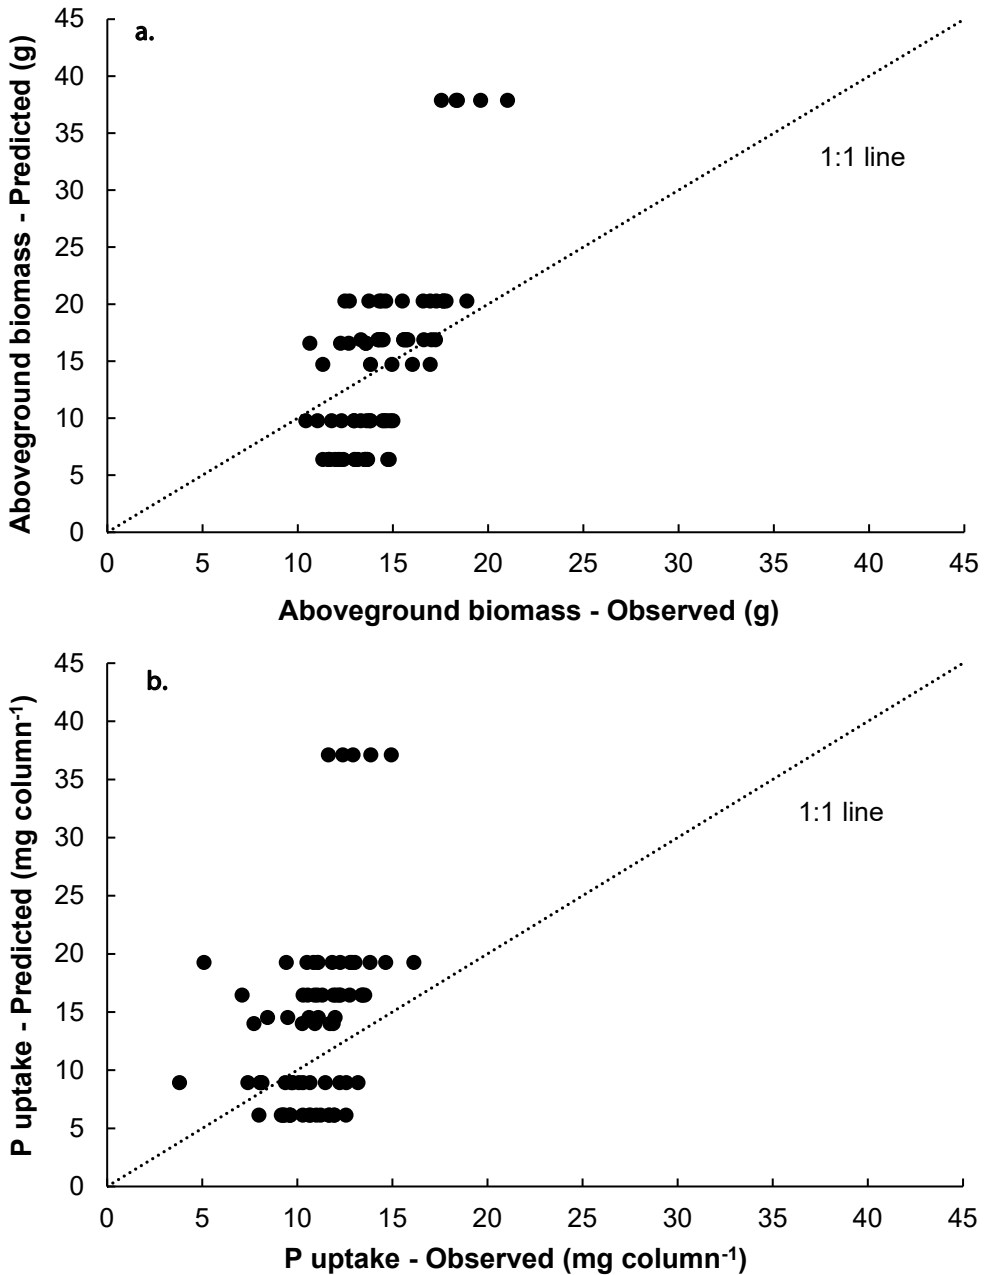 a.
45
40
35
30
25
20
15
10
5
0
Aboveground biomass - Predicted (g)
1:1 line
0 5 10 15 20 25 30 35 40 45
Aboveground biomass - Observed (g)
b.
45
40
35
30
25
20
15
10
5
0
P uptake - Predicted (mg column⁻¹)
1:1 line
0 5 10 15 20 25 30 35 40 45
P uptake - Observed (mg column⁻¹)